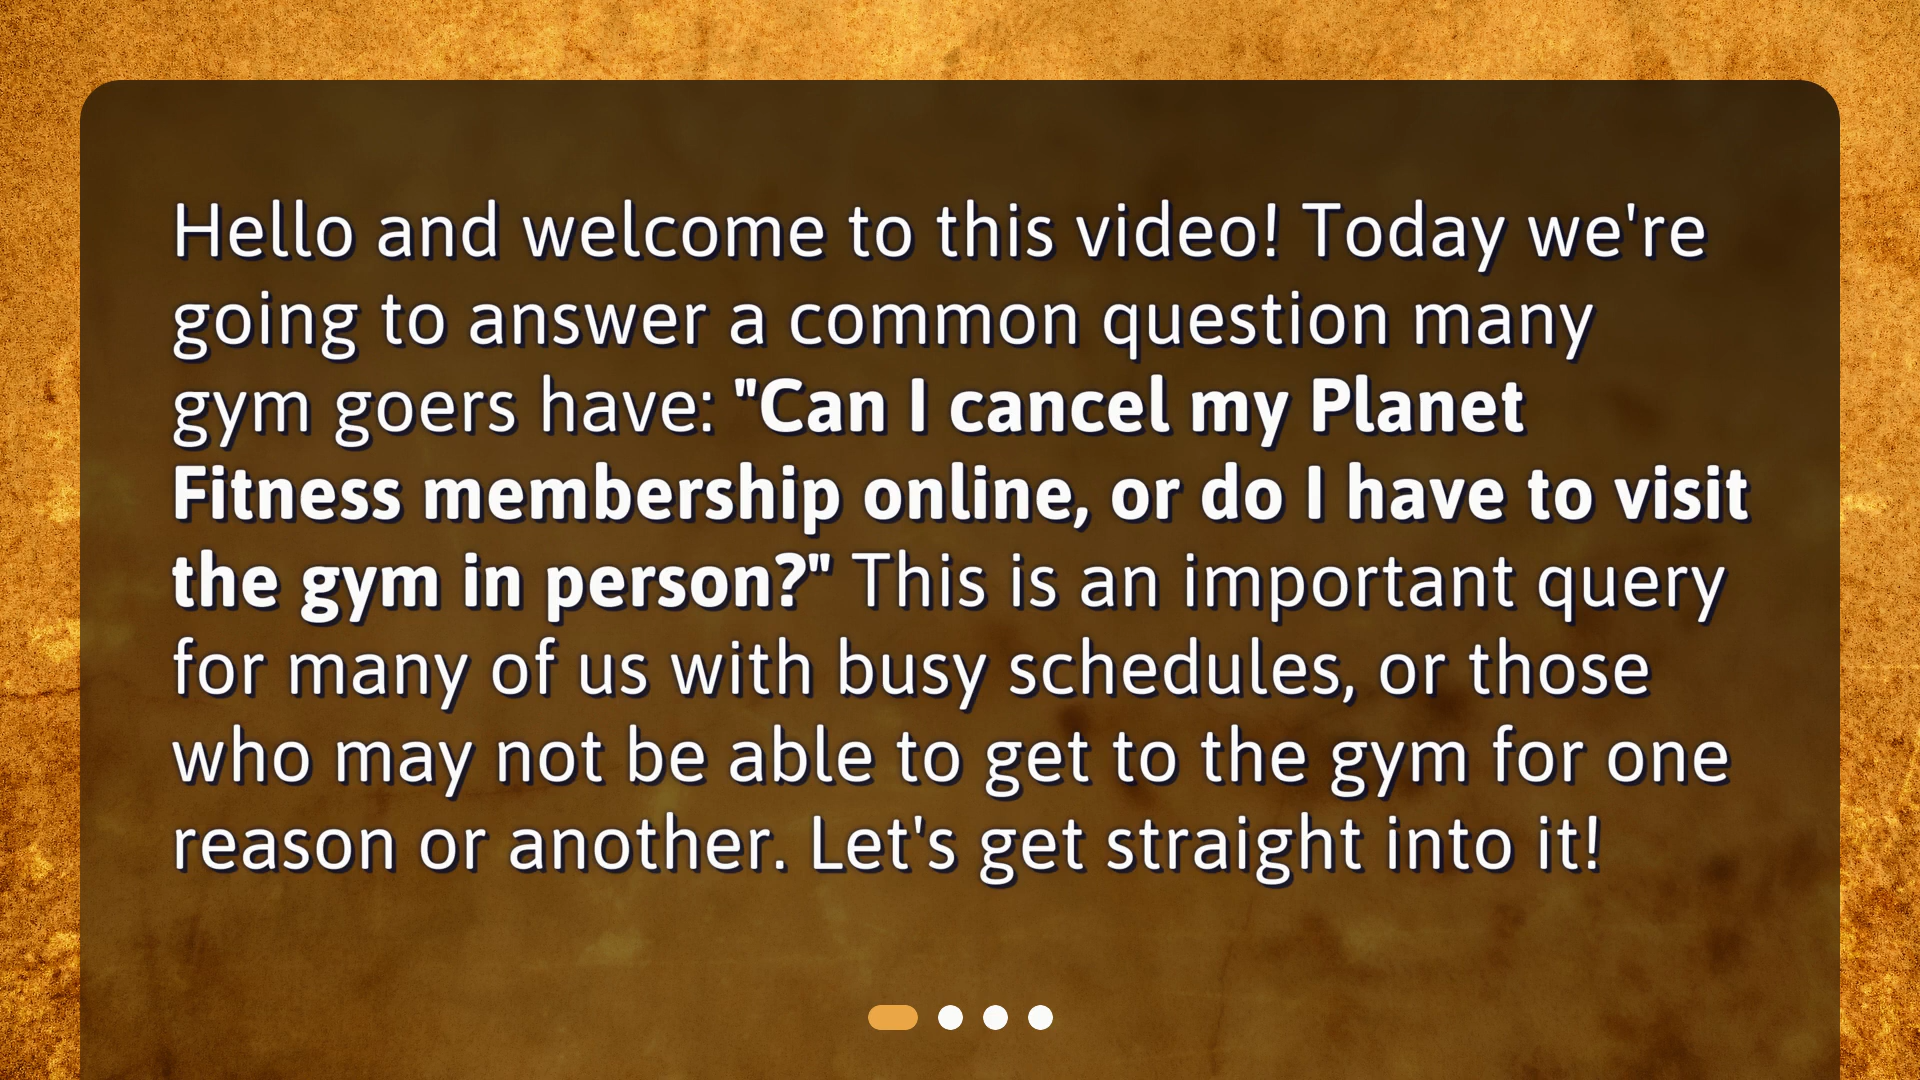 Hello and welcome to this video! Today we're
going to answer a common question many
gym goers have: "Can I cancel my Planet
Fitness membership online, or do I have to visit
the gym in person?" This is an important query
for many of us with busy schedules, or those
who may not be able to get to the gym for one
reason or another. Let's get straight into it!